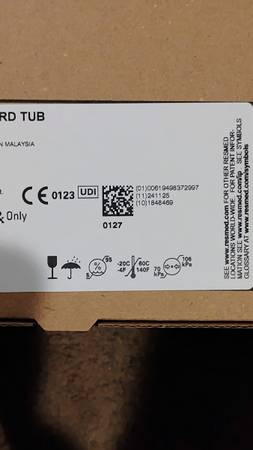 RD TUB
N MALAYSIA
CE 0123 UDI
(01)00619498372997
(11)241125
(10)1848469
Only
0127
5 % 95
-20C 60C
-4F 140F
70 kPa 106 kPa
SEE www.resmed.com FOR OTHER RESMED
LOCATIONS WORLD-WIDE. FOR PATENT INFOR-
MATION SEE www.resmed.com/ip. SEE SYMBOLS
GLOSSARY AT www.resmed.com/symbols